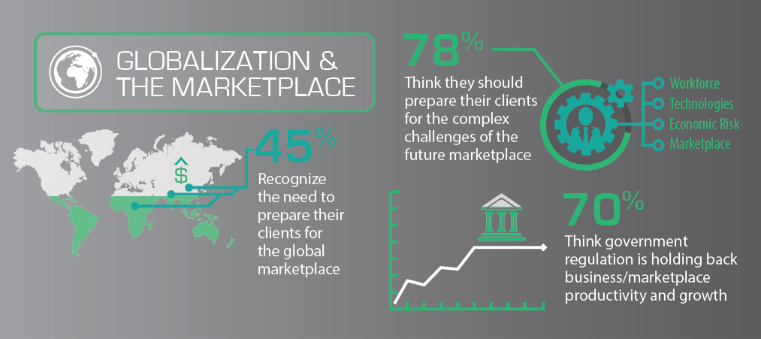 GLOBALIZATION &
THE MARKETPLACE
45%
Recognize
the need to
prepare their
clients for
the global
marketplace
$
78%
Think they should
prepare their clients
for the complex
challenges of the
future marketplace
Workforce
Technologies
Economic Risk
Marketplace
70%
Think government
regulation is holding back
business/marketplace
productivity and growth